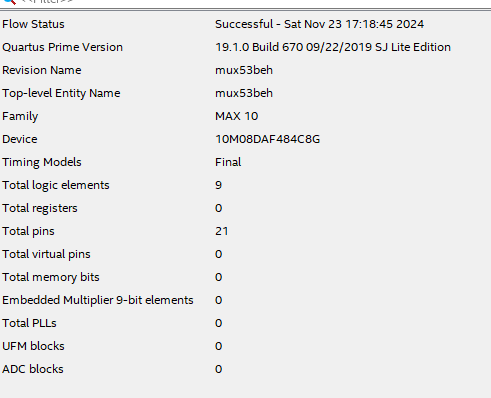 <<Filter>>
Flow Status Successful - Sat Nov 23 17:18:45 2024
Quartus Prime Version 19.1.0 Build 670 09/22/2019 SJ Lite Edition
Revision Name mux53beh
Top-level Entity Name mux53beh
Family MAX 10
Device 10M08DAF484C8G
Timing Models Final
Total logic elements 9
Total registers 0
Total pins 21
Total virtual pins 0
Total memory bits 0
Embedded Multiplier 9-bit elements 0
Total PLLs 0
UFM blocks 0
ADC blocks 0